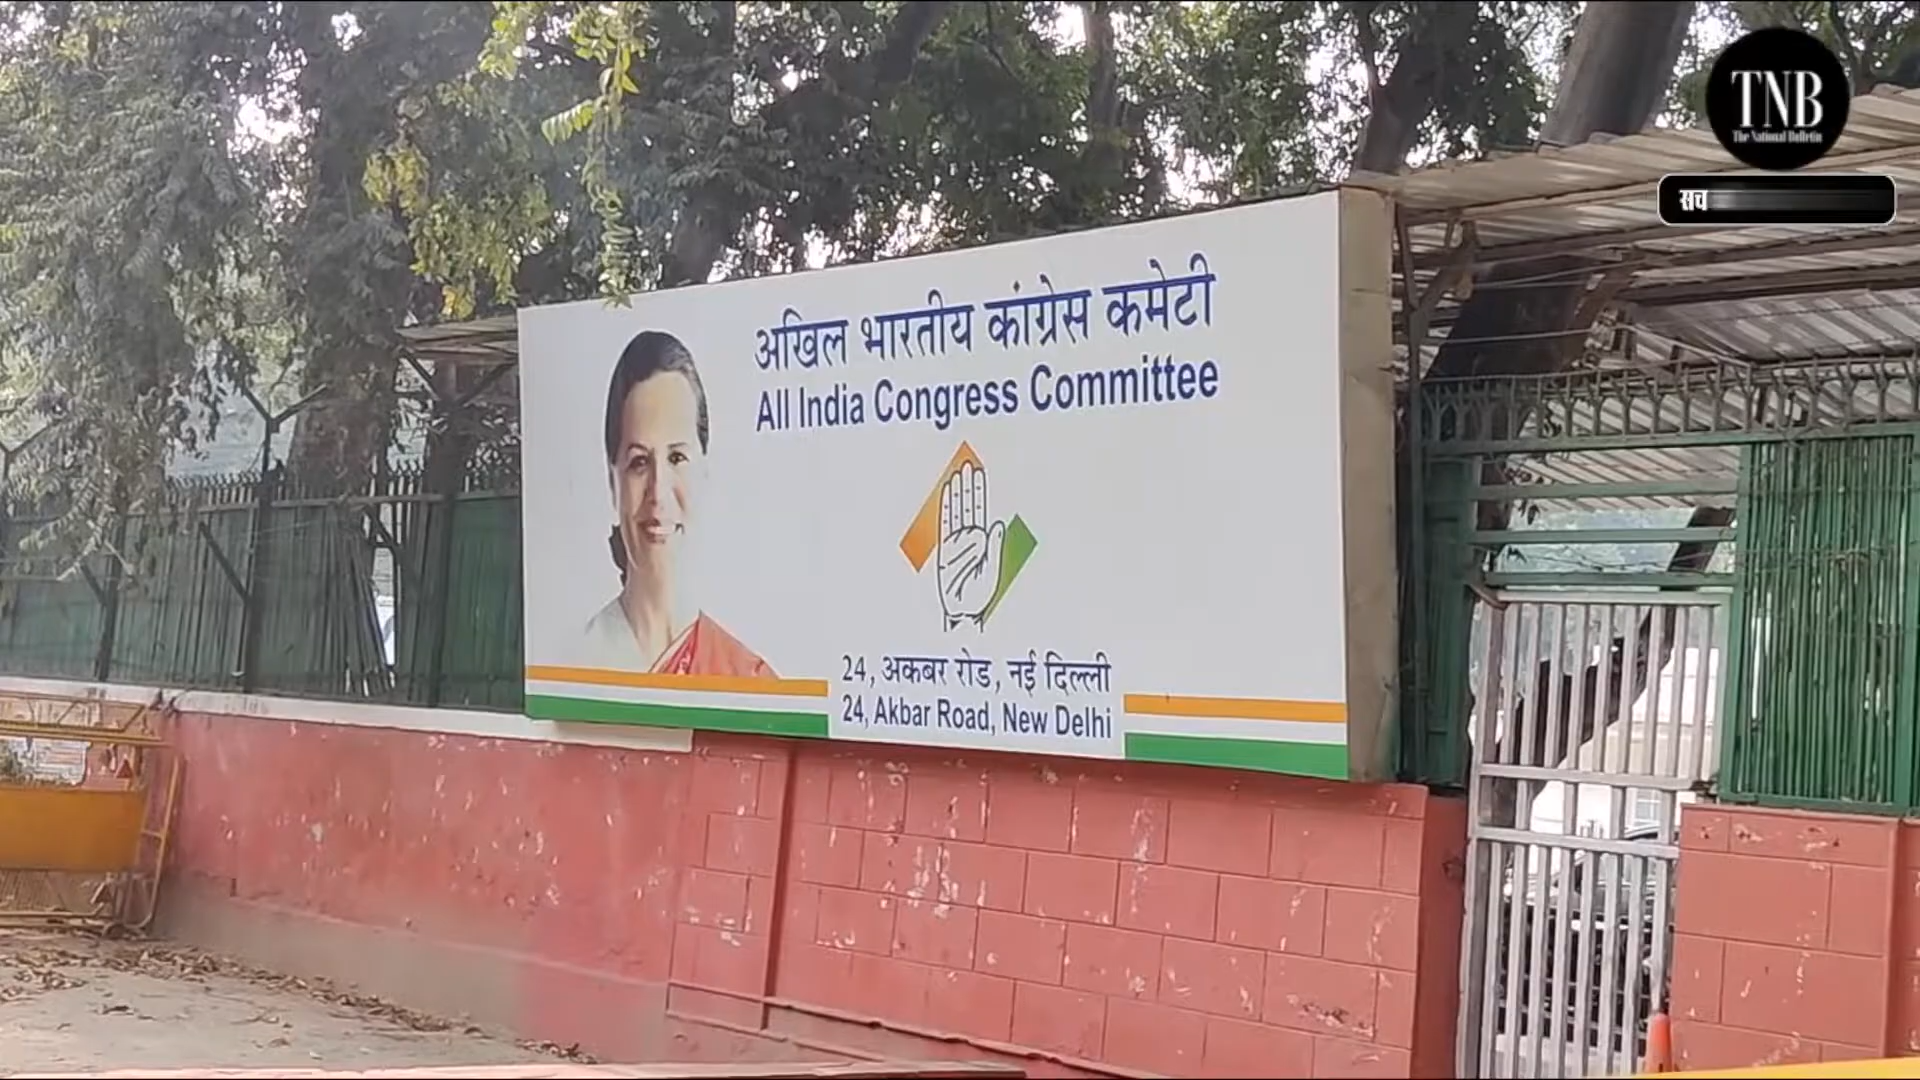 TNB
The National Bulletin
सच
अखिल भारतीय कांग्रेस कमेटी
All India Congress Committee
24, अकबर रोड, नई दिल्ली
24, Akbar Road, New Delhi